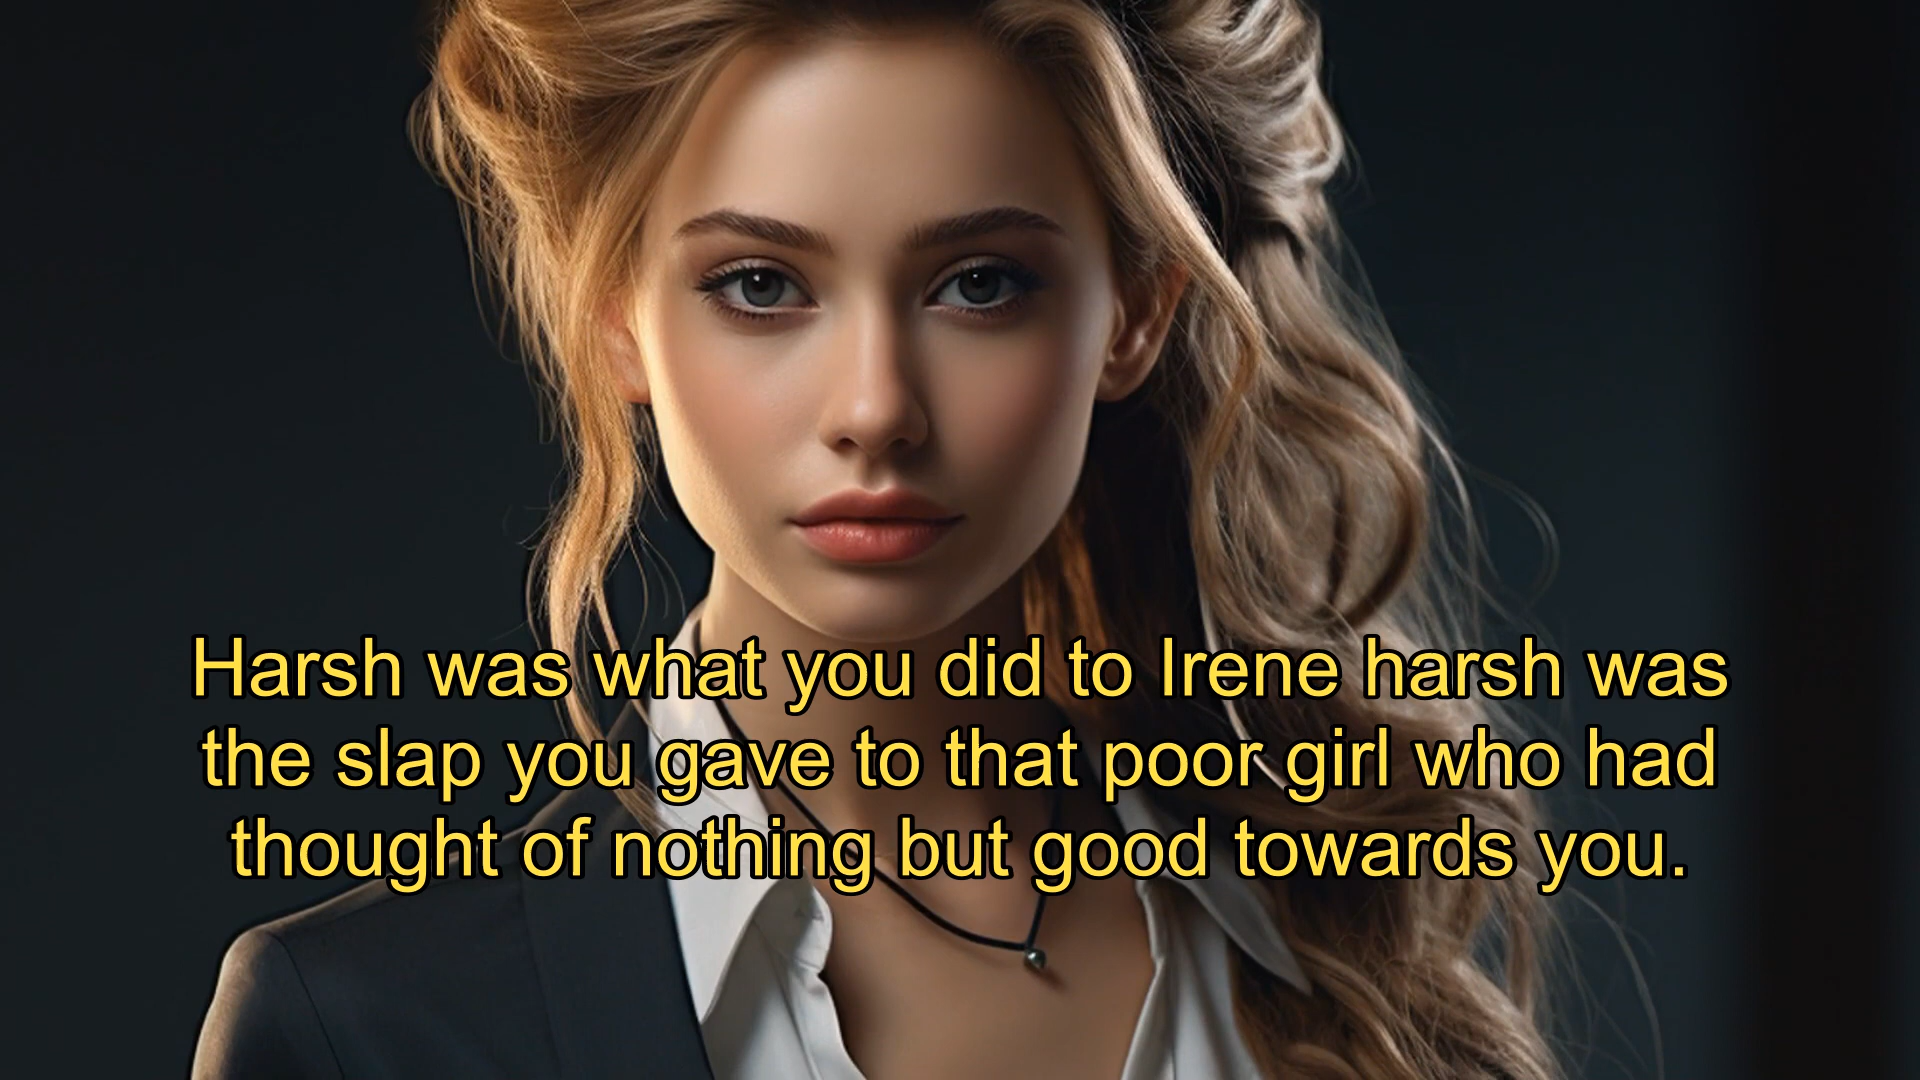 Harsh was what you did to Irene harsh was
the slap you gave to that poor girl who had
thought of nothing but good towards you.